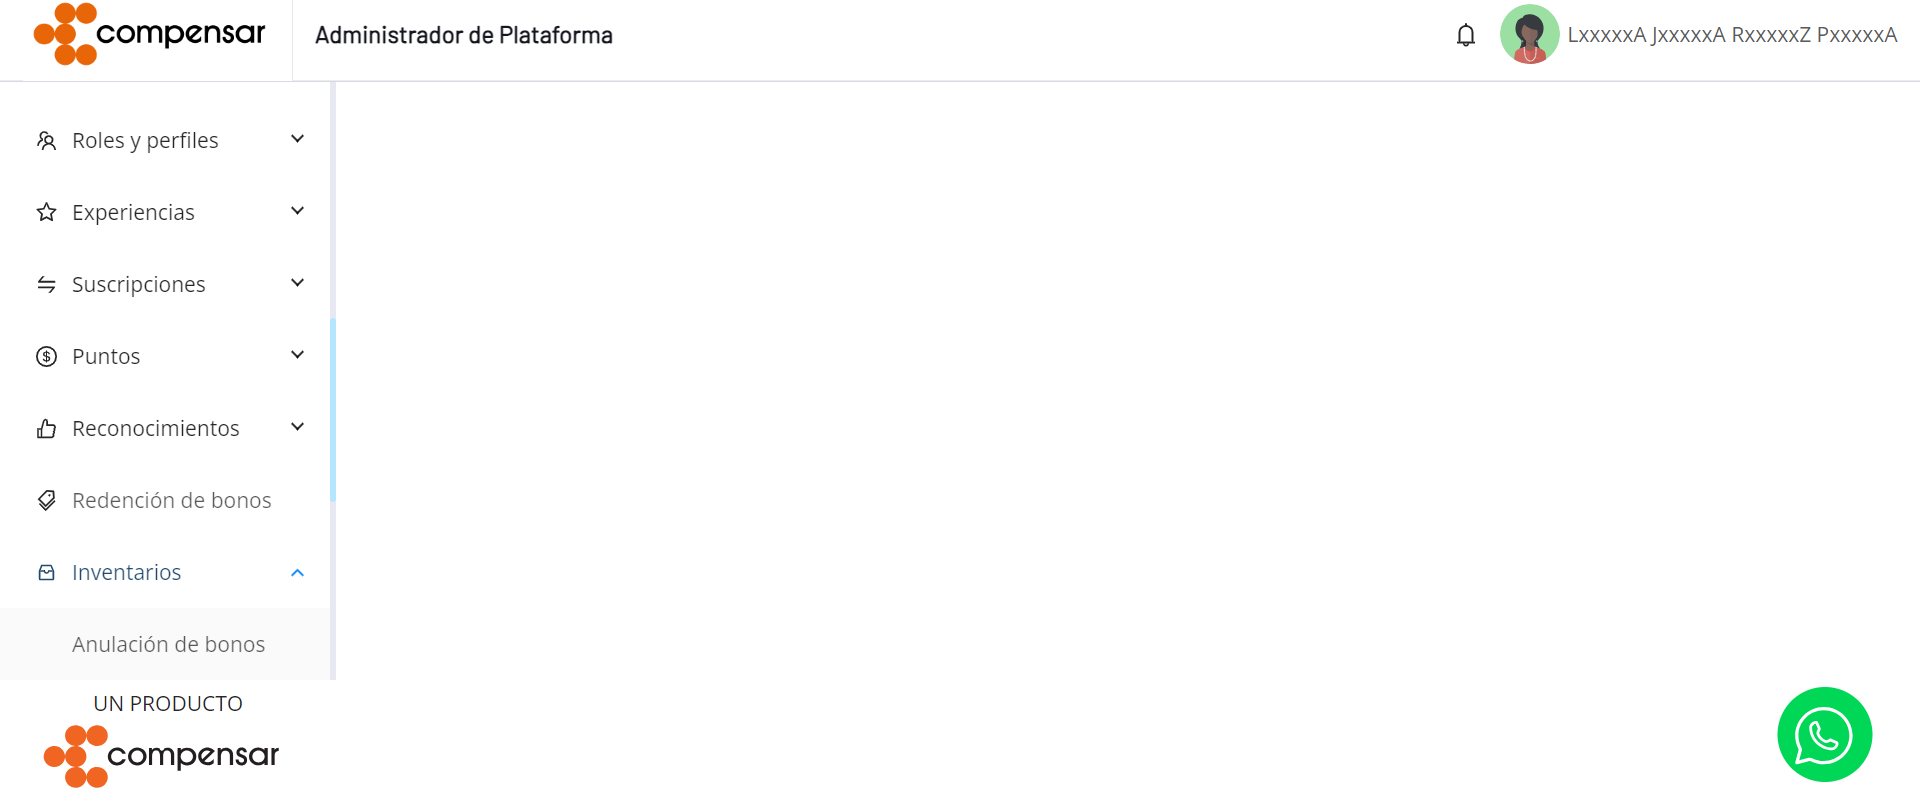 compensar
Administrador de Plataforma
LxxxxxA JxxxxxA RxxxxxZ PxxxxxA
Roles y perfiles
Experiencias
Suscripciones
Puntos
Reconocimientos
Redención de bonos
Inventarios
Anulación de bonos
UN PRODUCTO
compensar